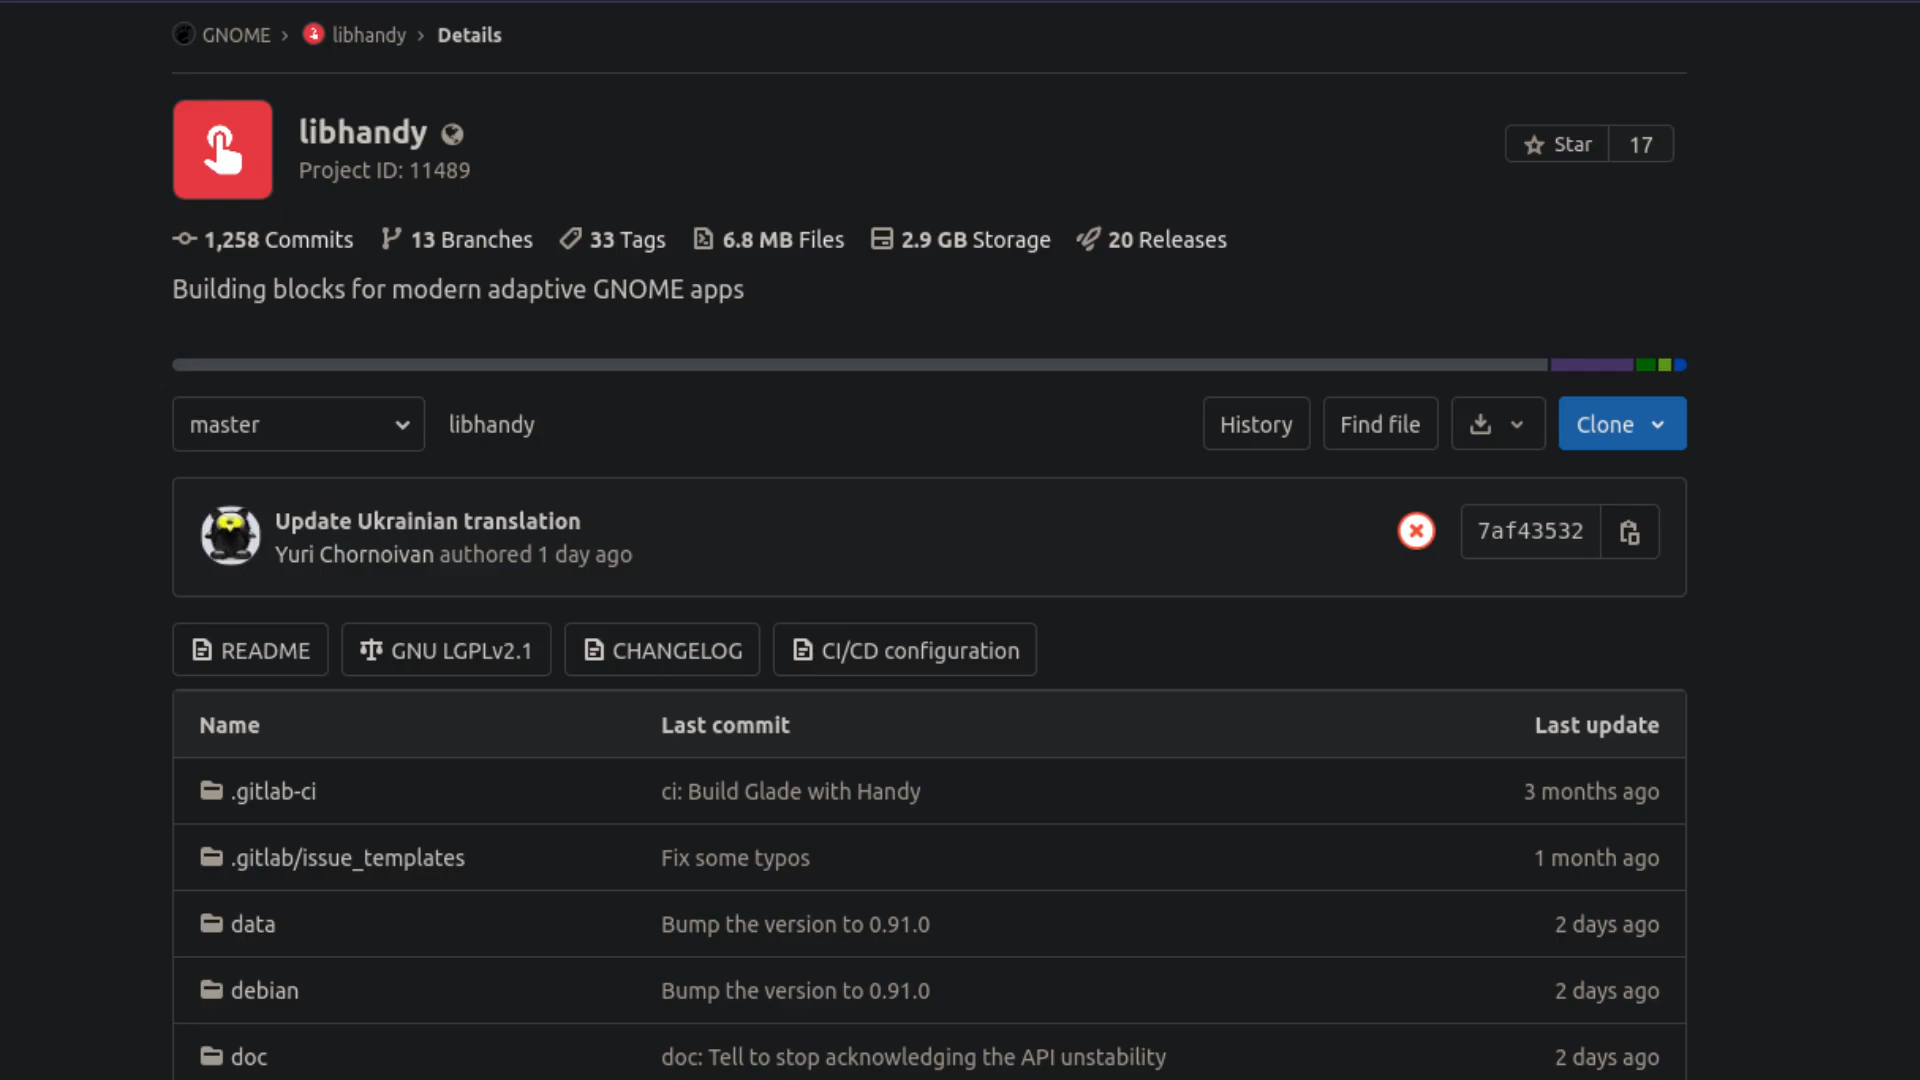 GNOME › libhandy › Details
libhandy
Project ID: 11489
Star 17
1,258 Commits 13 Branches 33 Tags 6.8 MB Files 2.9 GB Storage 20 Releases
Building blocks for modern adaptive GNOME apps
master libhandy History Find file Clone
Update Ukrainian translation
Yuri Chornoivan authored 1 day ago
7af43532
README GNU LGPLv2.1 CHANGELOG CI/CD configuration
Name Last commit Last update
.gitlab-ci ci: Build Glade with Handy 3 months ago
.gitlab/issue_templates Fix some typos 1 month ago
data Bump the version to 0.91.0 2 days ago
debian Bump the version to 0.91.0 2 days ago
doc doc: Tell to stop acknowledging the API unstability 2 days ago